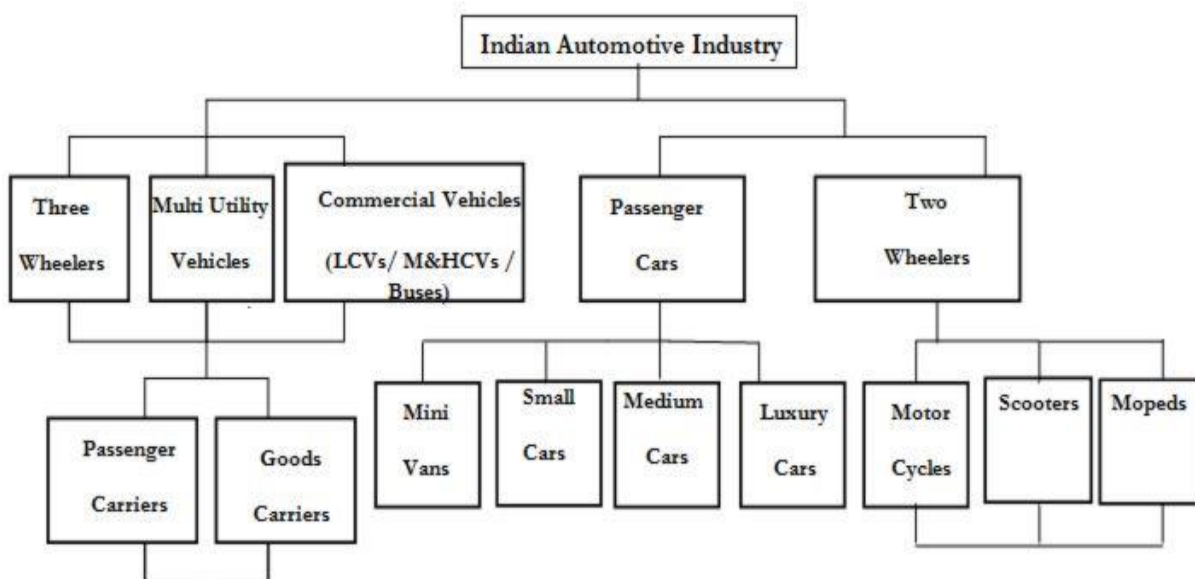 Indian Automotive Industry
Three
Wheelers
Multi Utility
Vehicles
Commercial Vehicles
(LCVs/ M&HCVs /
Buses)
Passenger
Cars
Two
Wheelers
Mini
Vans
Small
Cars
Medium
Cars
Luxury
Cars
Motor
Cycles
Scooters
Mopeds
Passenger
Carriers
Goods
Carriers